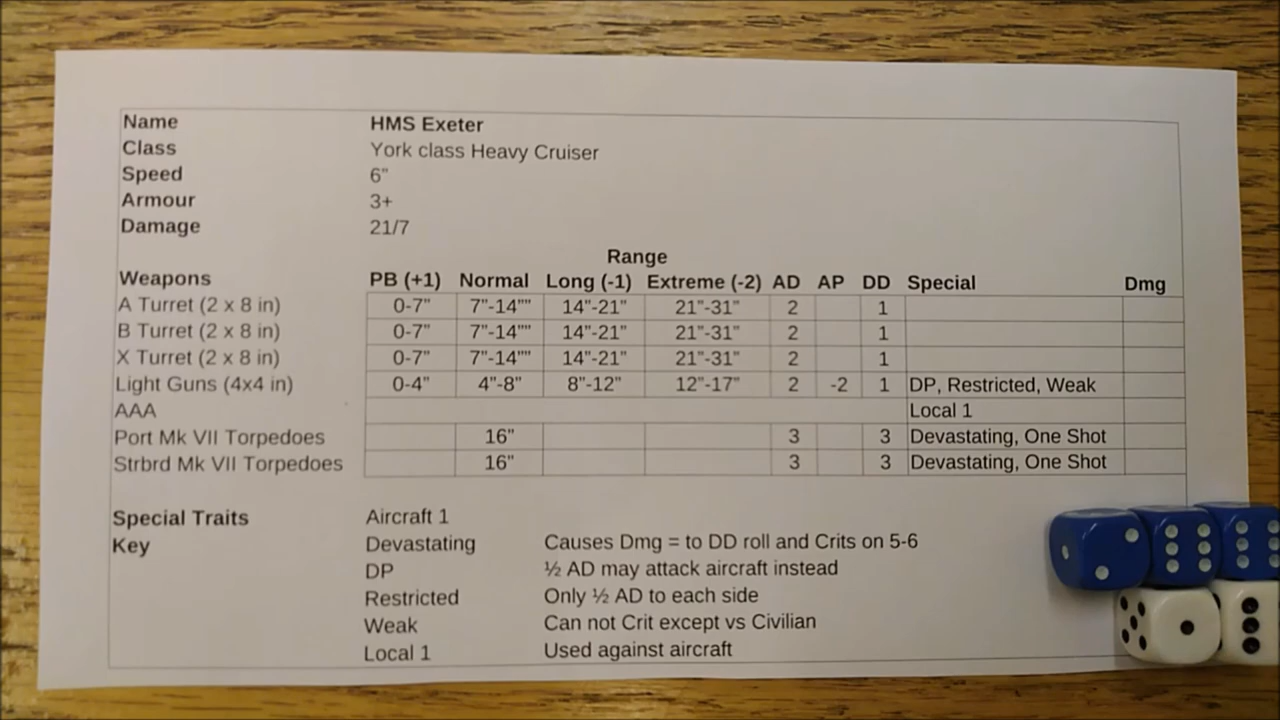 Name HMS Exeter
Class York class Heavy Cruiser
Speed 6"
Armour 3+
Damage 21/7
Range
Weapons PB (+1) Normal Long (-1) Extreme (-2) AD AP DD Special Dmg
A Turret (2 x 8 in) 0-7" 7"-14"" 14"-21" 21"-31" 2 1
B Turret (2 x 8 in) 0-7" 7"-14"" 14"-21" 21"-31" 2 1
X Turret (2 x 8 in) 0-7" 7"-14"" 14"-21" 21"-31" 2 1
Light Guns (4x4 in) 0-4" 4"-8" 8"-12" 12"-17" 2 -2 1 DP, Restricted, Weak
AAA Local 1
Port Mk VII Torpedoes 16" 3 3 Devastating, One Shot
Strbrd Mk VII Torpedoes 16" 3 3 Devastating, One Shot
Special Traits Aircraft 1
Key Devastating Causes Dmg = to DD roll and Crits on 5-6
DP ½ AD may attack aircraft instead
Restricted Only ½ AD to each side
Weak Can not Crit except vs Civilian
Local 1 Used against aircraft